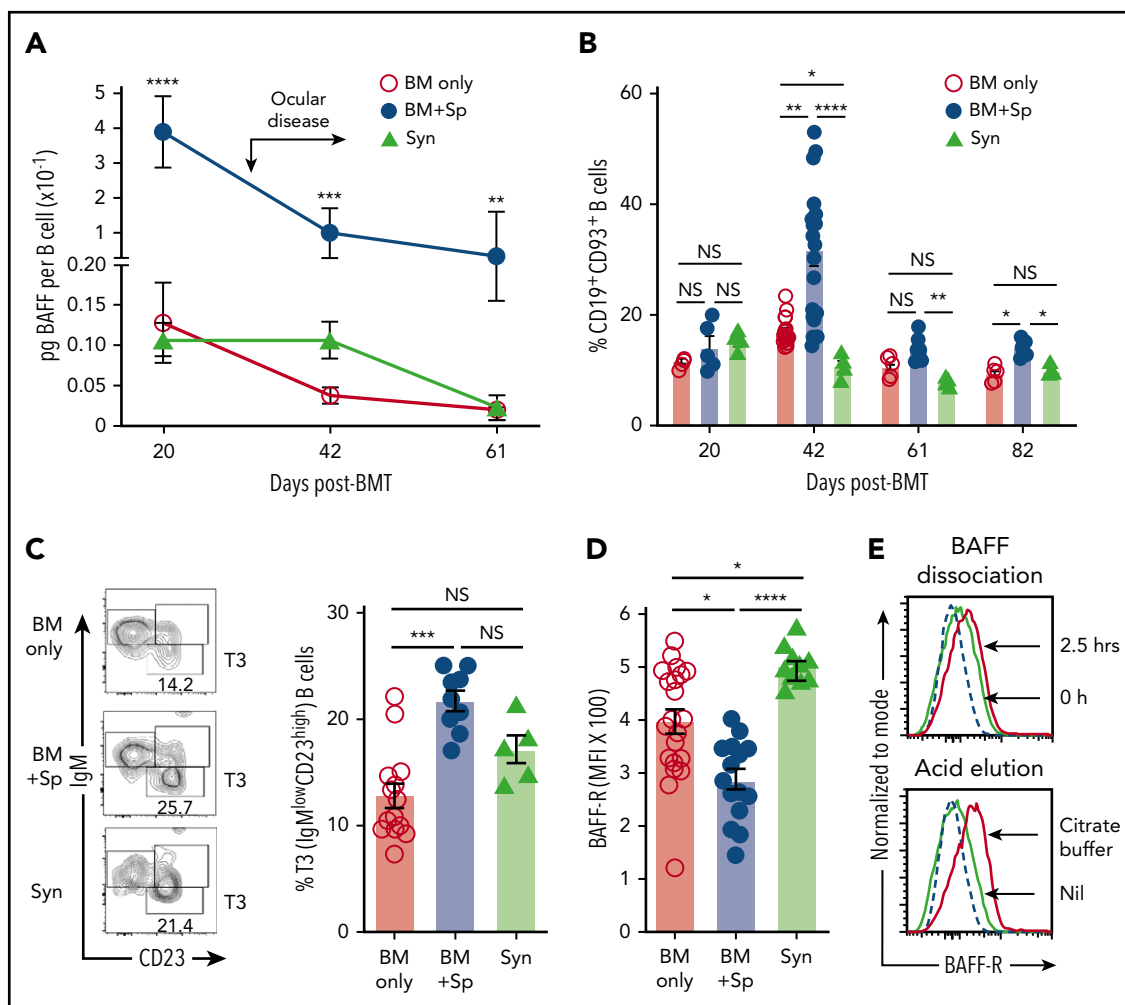 A
BM only
BM+Sp
Syn
****
Ocular
disease
***
**
pg BAFF per B cell (x10-1)
5
4
3
2
1
0.20
0.15
0.10
0.05
0
20 42 61
Days post-BMT
B
BM only
BM+Sp
Syn
*
** ****
NS
NS NS
NS
NS **
NS
* *
% CD19+CD93+ B cells
60
40
20
0
20 42 61 82
Days post-BMT
C
BM
only
T3
14.2
BM
+Sp
T3
25.7
Syn
T3
21.4
IgM
CD23
% T3 (IgMlowCD23high) B cells
NS
*** NS
30
20
10
0
BM
only
BM
+Sp
Syn
D
*
* ****
BAFF-R (MFI X 100)
6
5
4
3
2
1
0
BM
only
BM
+Sp
Syn
E
BAFF
dissociation
2.5 hrs
0 h
Acid elution
Citrate
buffer
Nil
Normalized to mode
BAFF-R